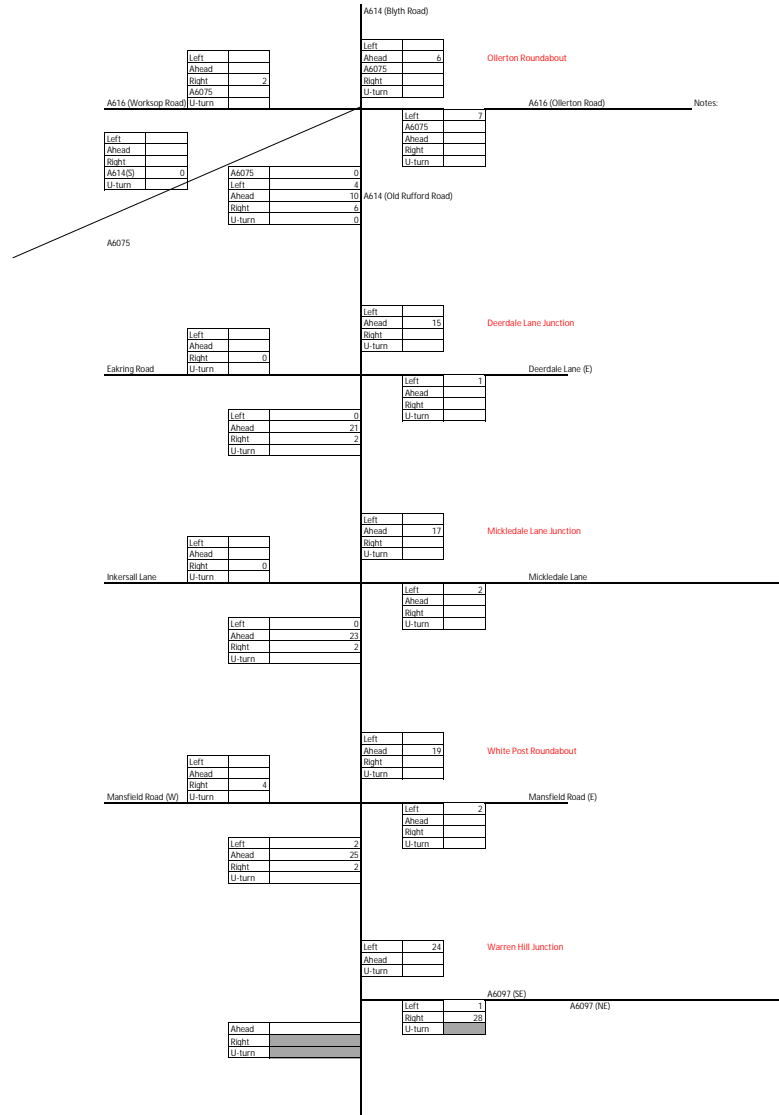 A614 (Blyth Road)
Left
Ahead 6
A6075
Right
U-turn
Ollerton Roundabout
Left
Ahead
Right 2
A6075
U-turn
A616 (Worksop Road)
A616 (Ollerton Road)
Notes:
Left 7
A6075
Ahead
Right
U-turn
Left
Ahead
Right
A614(S) 0
U-turn
A6075 0
Left 4
Ahead 10
Right 6
U-turn 0
A614 (Old Rufford Road)
A6075
Left
Ahead 15
Right
U-turn
Deerdale Lane Junction
Left
Ahead
Right 0
U-turn
Eakring Road
Deerdale Lane (E)
Left 1
Ahead
Right
U-turn
Left 0
Ahead 21
Right 2
U-turn
Left
Ahead 17
Right
U-turn
Mickledale Lane Junction
Left
Ahead
Right 0
U-turn
Inkersall Lane
Mickledale Lane
Left 2
Ahead
Right
U-turn
Left 0
Ahead 23
Right 2
U-turn
Left
Ahead 19
Right
U-turn
White Post Roundabout
Left
Ahead
Right 4
U-turn
Mansfield Road (W)
Mansfield Road (E)
Left 2
Ahead
Right
U-turn
Left 2
Ahead 25
Right 2
U-turn
Left 24
Ahead
U-turn
Warren Hill Junction
A6097 (SE)
A6097 (NE)
Left 1
Right 28
U-turn
Ahead
Right
U-turn